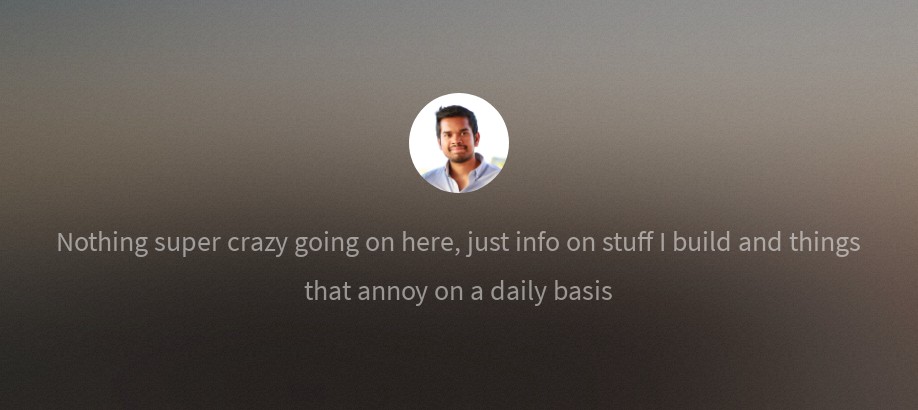 Nothing super crazy going on here, just info on stuff I build and things
that annoy on a daily basis